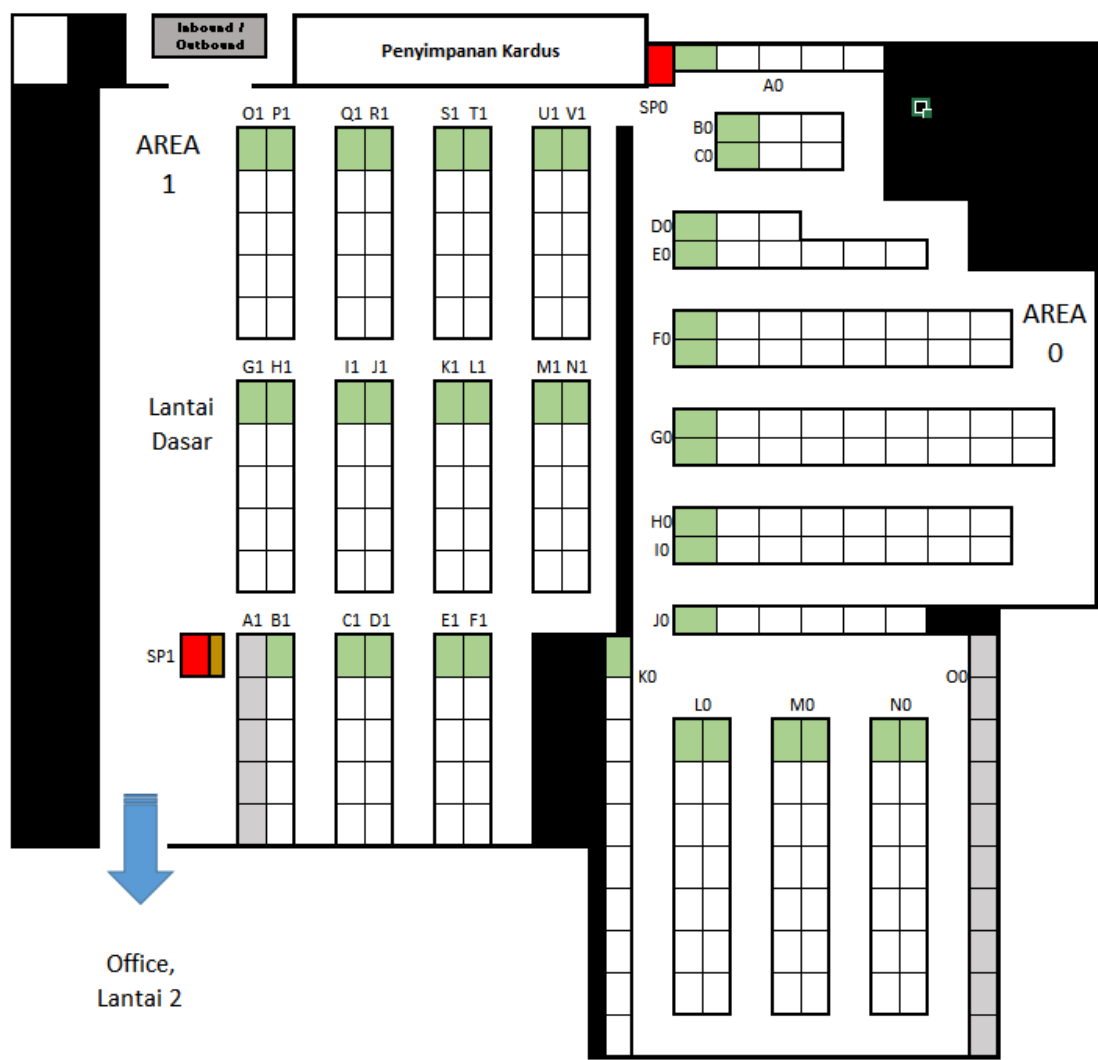 Inbound /
Outbound
Penyimpanan Kardus
A0
SP0
O1 P1
Q1 R1
S1 T1
U1 V1
B0
C0
AREA
1
D0
E0
AREA
0
F0
G1 H1
I1 J1
K1 L1
M1 N1
Lantai
Dasar
G0
H0
I0
A1 B1
C1 D1
E1 F1
J0
SP1
K0
O0
L0
M0
N0
Office,
Lantai 2